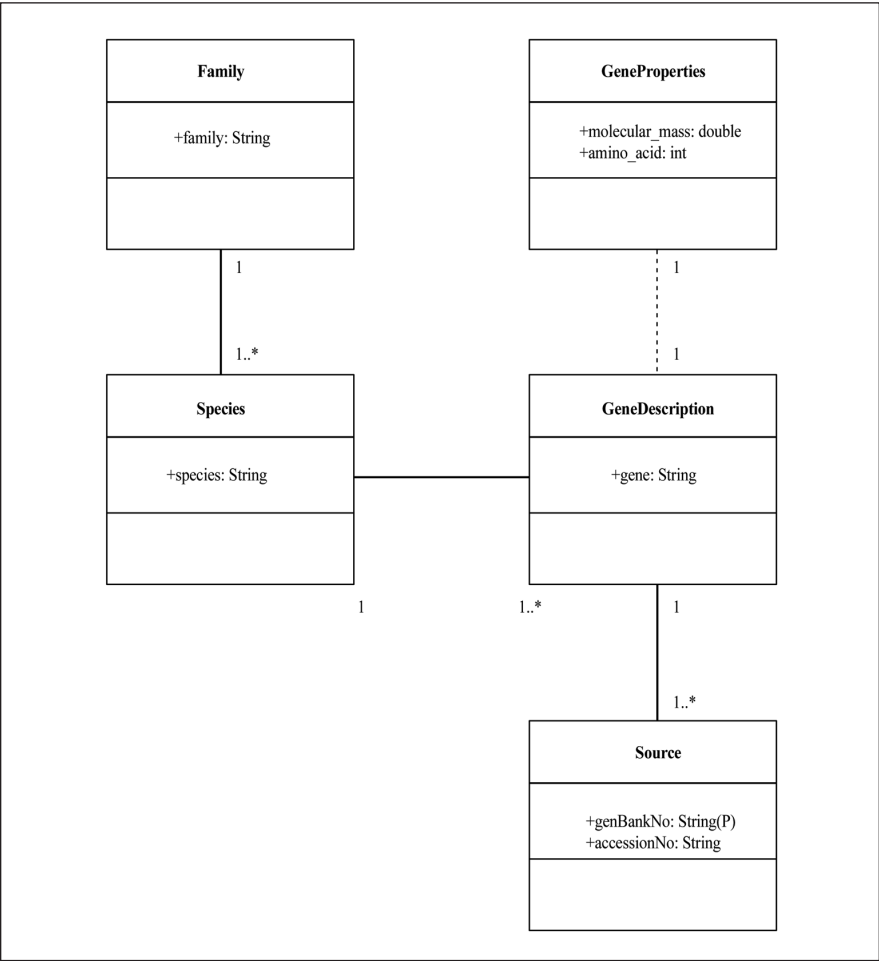 Family
+family: String
GeneProperties
+molecular_mass: double
+amino_acid: int
1
1..*
1
1
Species
+species: String
GeneDescription
+gene: String
1
1..*
1
1..*
Source
+genBankNo: String(P)
+accessionNo: String